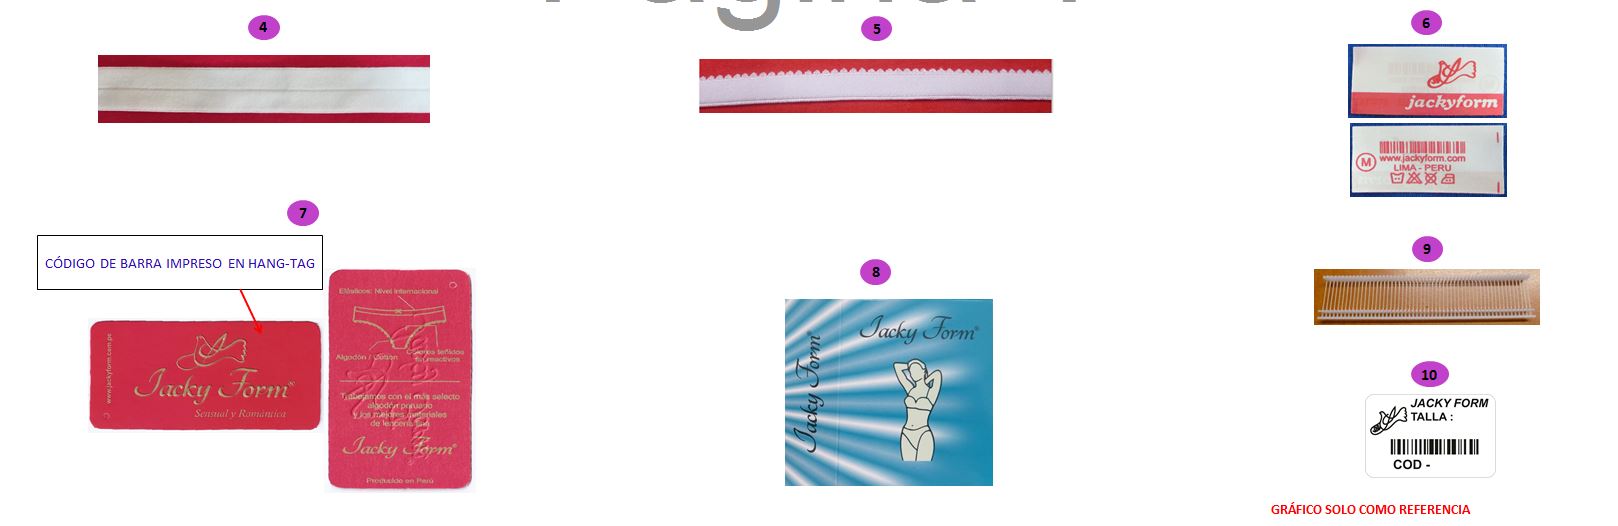 4
5
6
jackyform
M
www.jackyform.com
LIMA - PERU
7
CÓDIGO DE BARRA IMPRESO EN HANG-TAG
www.jackyform.com.pe
Jacky Form®
Sensual y Romántica
Elásticos: Nivel Internacional
Algodón / Cotton
Colores teñidos
en reactivos
Trabajamos con el más selecto
algodón peruano
y los mejores materiales
de lencería fina
Jacky Form®
Producido en Perú
8
Jacky Form®
Jacky Form®
9
10
JACKY FORM
TALLA :
COD -
GRÁFICO SOLO COMO REFERENCIA